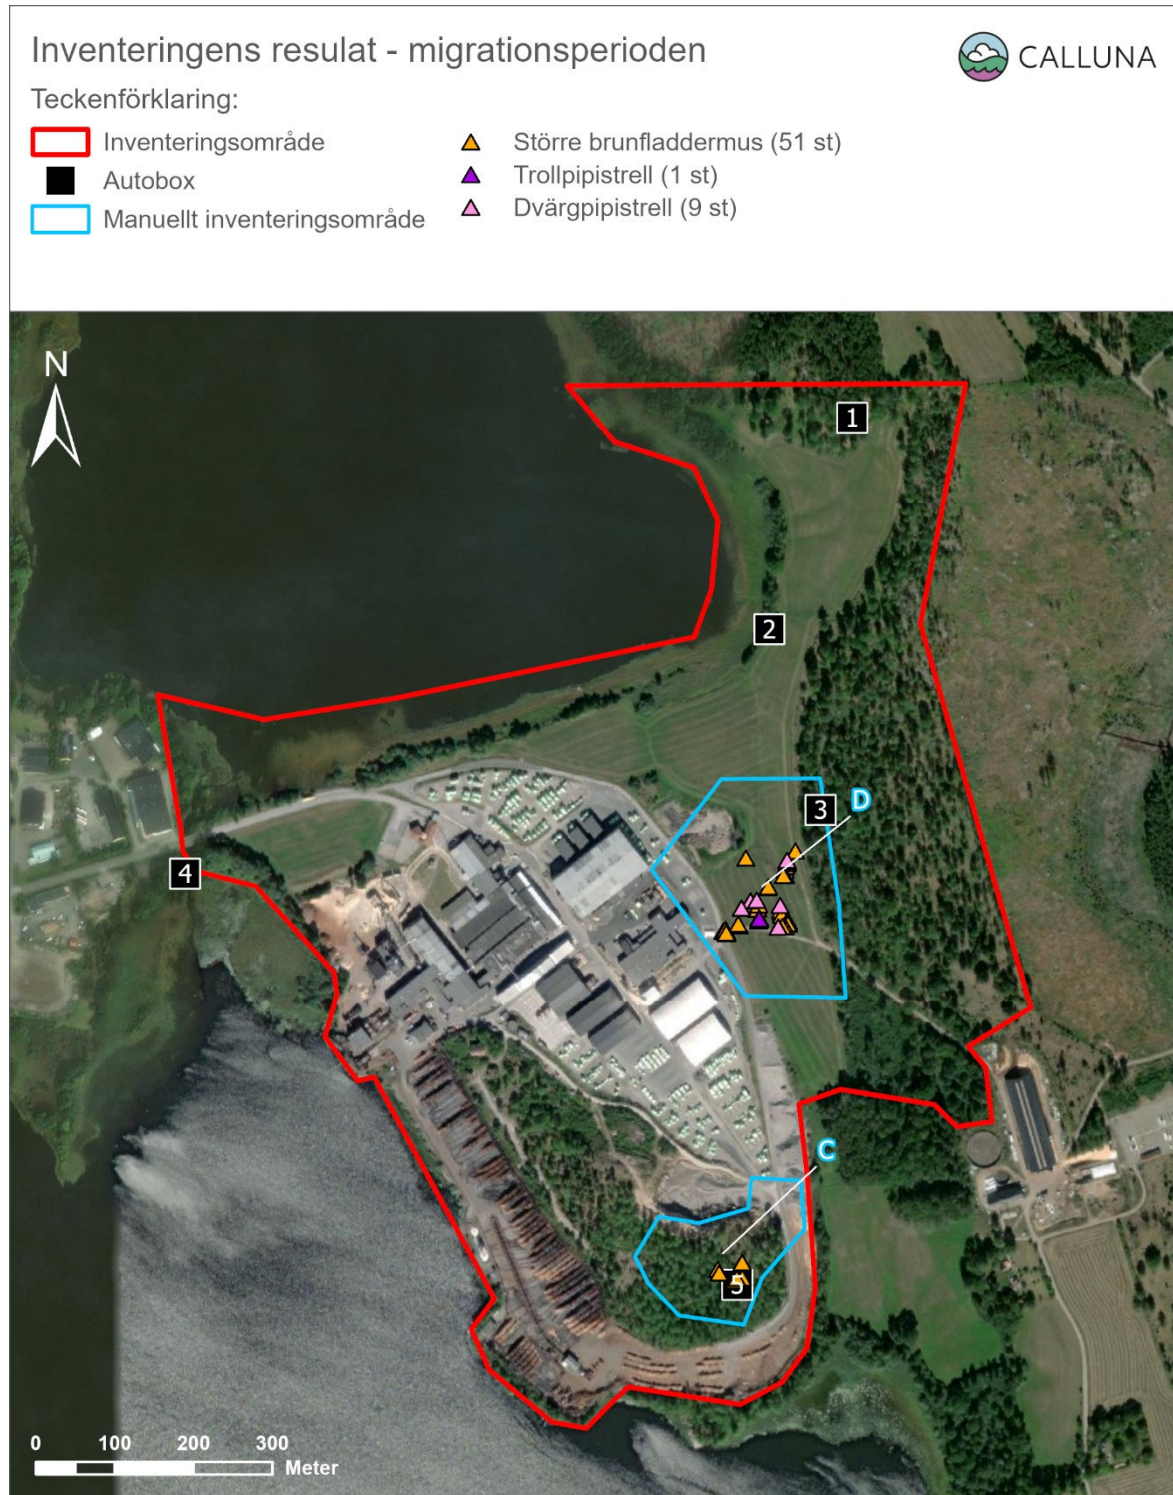 Inventeringens resulat - migrationsperioden
CALLUNA
Teckenförklaring:
Inventeringsområde
Autobox
Manuellt inventeringsområde
Större brunfladdermus (51 st)
Trollpipistrell (1 st)
Dvärgpipistrell (9 st)
N
1
2
3
D
4
C
5
0 100 200 300
Meter